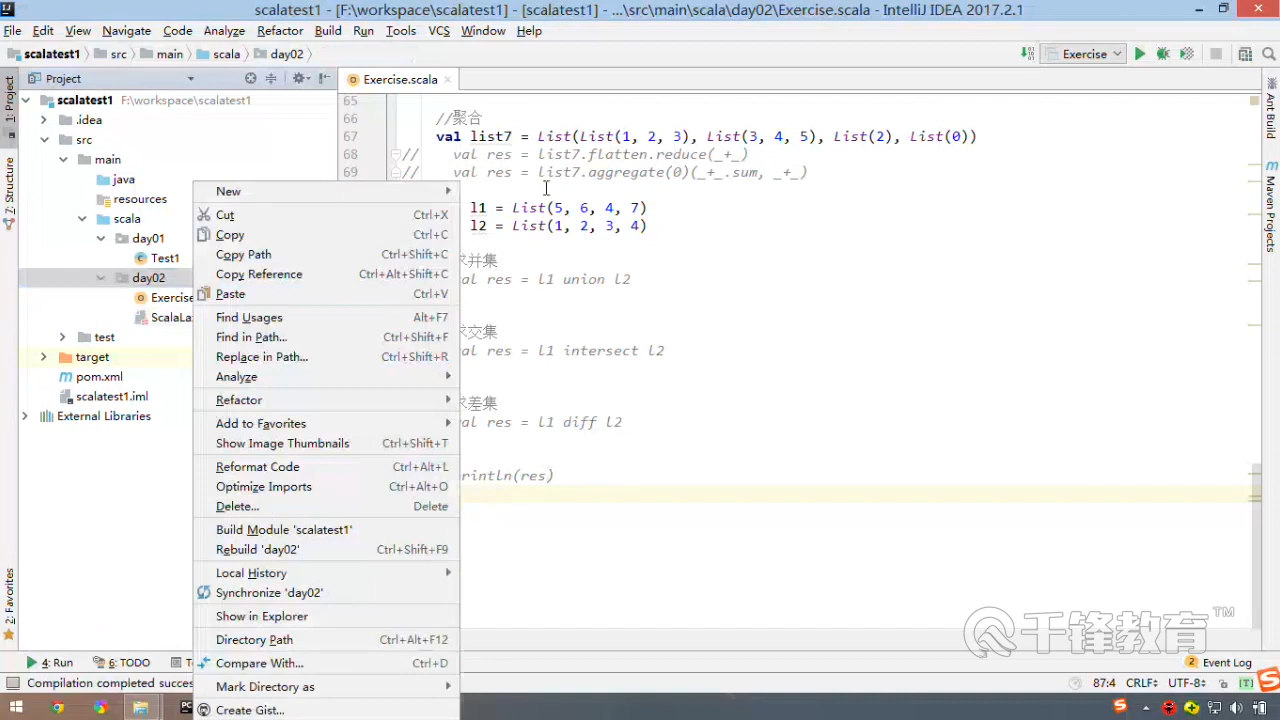 scalatest1 - [F:\workspace\scalatest1] - [scalatest1] - ...\src\main\scala\day02\Exercise.scala - IntelliJ IDEA 2017.2.1
File Edit View Navigate Code Analyze Refactor Build Run Tools VCS Window Help
scalatest1 src main scala day02 Exercise
Project Exercise.scala
1: Project
7: Structure
2: Favorites
Ant Build
Maven Projects
scalatest1 F:\workspace\scalatest1
.idea
src
main
java
resources
scala
day01
Test1
day02
Exercise
ScalaLa
test
target
pom.xml
scalatest1.iml
External Libraries
New
Cut Ctrl+X
Copy Ctrl+C
Copy Path Ctrl+Shift+C
Copy Reference Ctrl+Alt+Shift+C
Paste Ctrl+V
Find Usages Alt+F7
Find in Path... Ctrl+Shift+F
Replace in Path... Ctrl+Shift+R
Analyze
Refactor
Add to Favorites
Show Image Thumbnails Ctrl+Shift+T
Reformat Code Ctrl+Alt+L
Optimize Imports Ctrl+Alt+O
Delete... Delete
Build Module 'scalatest1'
Rebuild 'day02' Ctrl+Shift+F9
Local History
Synchronize 'day02'
Show in Explorer
Directory Path Ctrl+Alt+F12
Compare With... Ctrl+D
Mark Directory as
Create Gist...
65
66 //聚合
67 val list7 = List(List(1, 2, 3), List(3, 4, 5), List(2), List(0))
68 // val res = list7.flatten.reduce(_+_)
69 // val res = list7.aggregate(0)(_+_.sum, _+_)
l1 = List(5, 6, 4, 7)
l2 = List(1, 2, 3, 4)
求并集
al res = l1 union l2
求交集
al res = l1 intersect l2
求差集
al res = l1 diff l2
rintln(res)
千锋教育™
4: Run 6: TODO 2 Event Log
Compilation completed succes 87:4 CRLF UTF-8 [T]